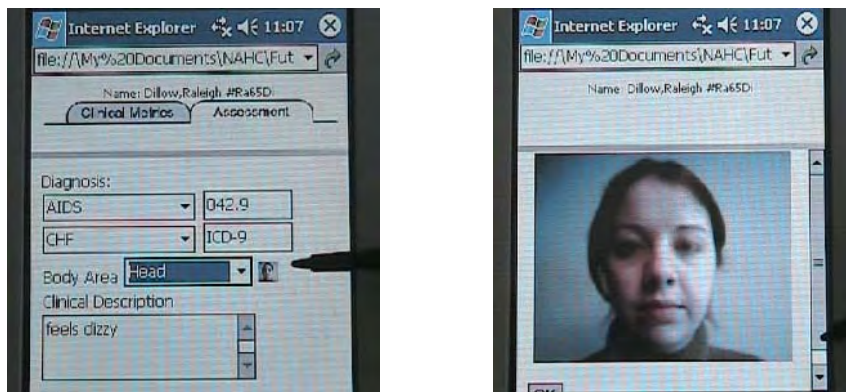 Internet Explorer 11:07
file://\My%20Documents\NAHC\Fut
Name: Dillow,Raleigh #Ra65D
Clinical Metrics Assessment
Diagnosis:
AIDS 042.9
CHF ICD-9
Body Area Head
Clinical Description
feels dizzy
Internet Explorer 11:07
file://\My%20Documents\NAHC\Fut
Name: Dillow,Raleigh #Ra65D
OK